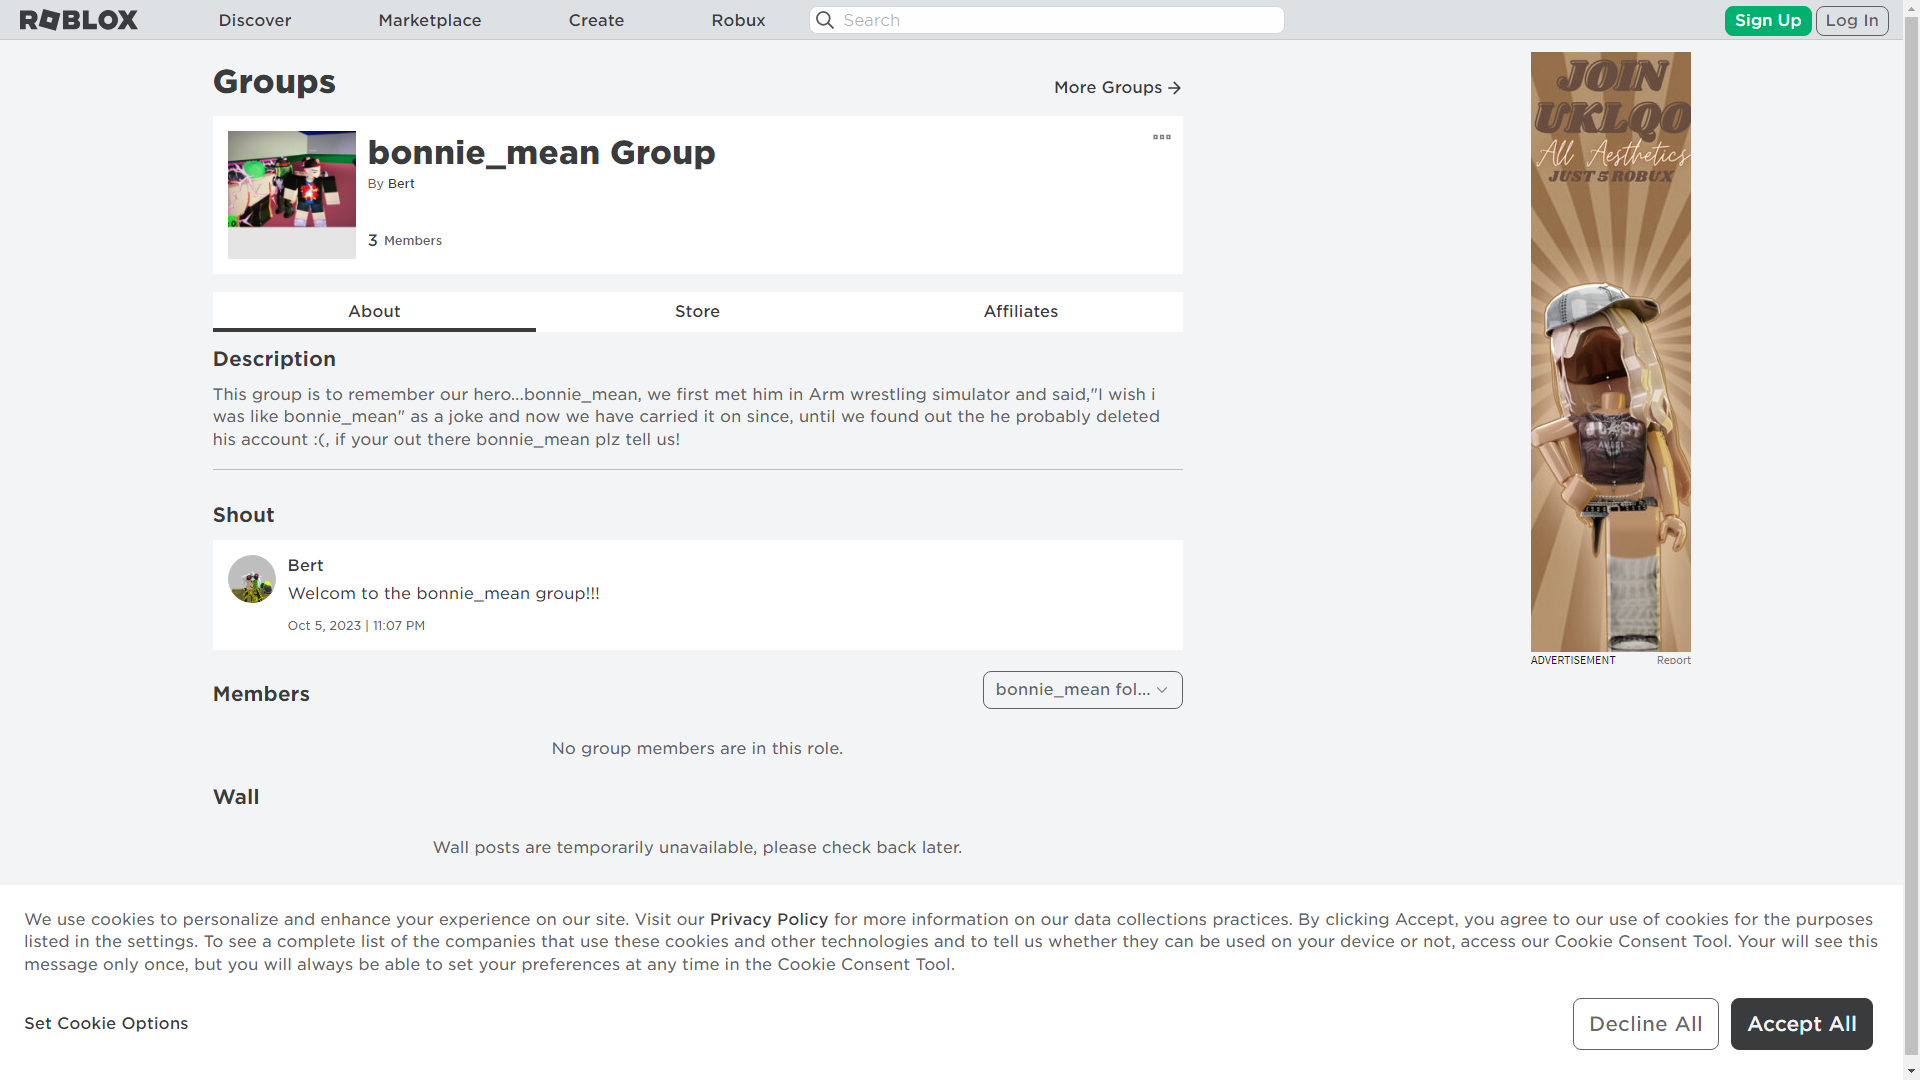 ROBLOX
Discover
Marketplace
Create
Robux
Search
Sign Up
Log In
Groups
More Groups
bonnie_mean Group
By Bert
3 Members
About
Store
Affiliates
Description
This group is to remember our hero...bonnie_mean, we first met him in Arm wrestling simulator and said,"I wish i
was like bonnie_mean" as a joke and now we have carried it on since, until we found out the he probably deleted
his account :(, if your out there bonnie_mean plz tell us!
Shout
Bert
Welcom to the bonnie_mean group!!!
Oct 5, 2023 | 11:07 PM
Members
bonnie_mean fol...
No group members are in this role.
Wall
Wall posts are temporarily unavailable, please check back later.
JOIN
UKLQO
All Aesthetics
JUST 5 ROBUX
ADVERTISEMENT
Report
We use cookies to personalize and enhance your experience on our site. Visit our Privacy Policy for more information on our data collections practices. By clicking Accept, you agree to our use of cookies for the purposes
listed in the settings. To see a complete list of the companies that use these cookies and other technologies and to tell us whether they can be used on your device or not, access our Cookie Consent Tool. Your will see this
message only once, but you will always be able to set your preferences at any time in the Cookie Consent Tool.
Set Cookie Options
Decline All
Accept All